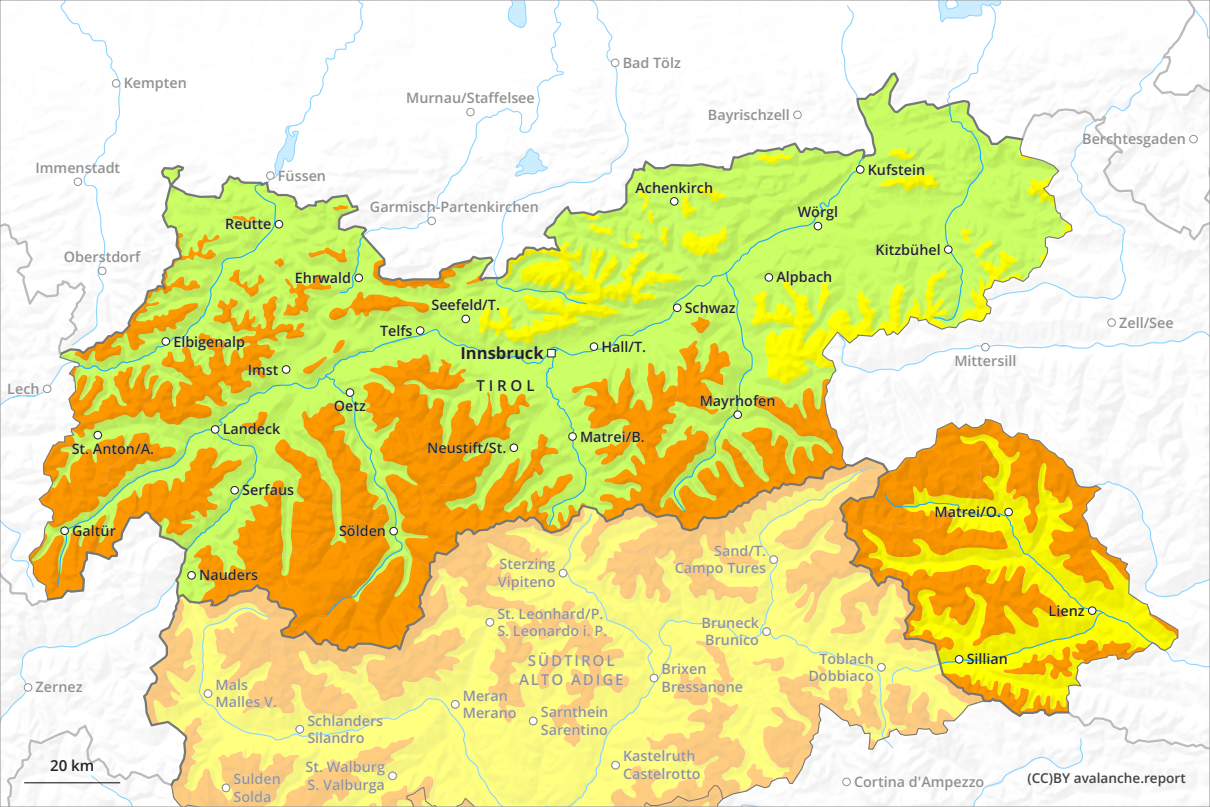 Kempten
Bad Tölz
Murnau/Staffelsee
Bayrischzell
Berchtesgaden
Immenstadt
Füssen
Kufstein
Achenkirch
Garmisch-Partenkirchen
Wörgl
Reutte
Oberstdorf
Kitzbühel
Ehrwald
Alpbach
Seefeld/T.
Schwaz
Zell/See
Telfs
Elbigenalp
Innsbruck
Hall/T.
Mittersill
Imst
TIROL
Lech
Oetz
Mayrhofen
Landeck
Matrei/B.
St. Anton/A.
Neustift/St.
Serfaus
Matrei/O.
Galtür
Sölden
Sand/T.
Campo Tures
Sterzing
Vipiteno
Nauders
Lienz
St. Leonhard/P.
S. Leonardo i. P.
Bruneck
Brunico
SÜDTIROL
ALTO ADIGE
Sillian
Toblach
Dobbiaco
Brixen
Bressanone
Zernez
Mals
Malles V.
Meran
Merano
Sarnthein
Sarentino
Schlanders
Silandro
Kastelruth
Castelrotto
20 km
St. Walburg
S. Valburga
Sulden
Solda
Cortina d'Ampezzo
(CC)BY avalanche.report